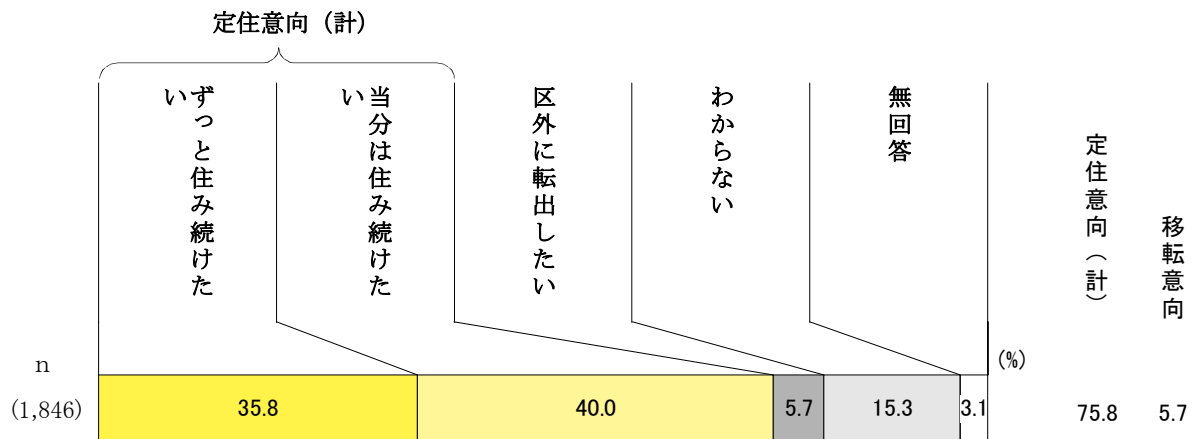 定住意向（計）
ずっと住み続けた
い
当分は住み続けた
い
区外に転出したい
わからない
無回答
定住意向（計）
移転意向
(%)
n
(1,846)
35.8
40.0
5.7
15.3
3.1
75.8
5.7